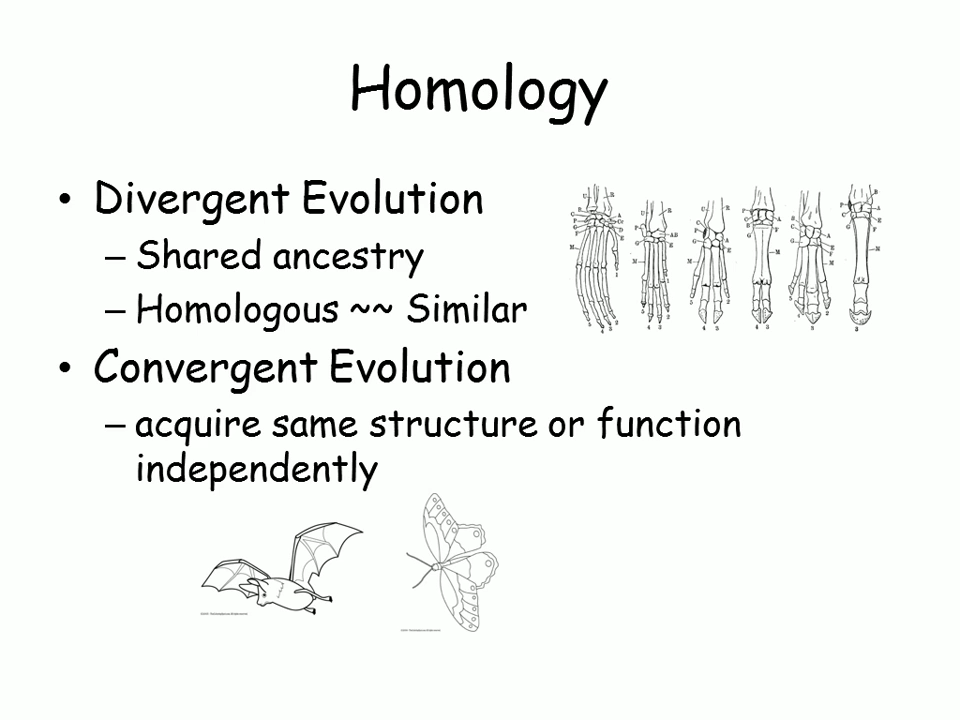 Homology
• Divergent Evolution
– Shared ancestry
– Homologous ~~ Similar
• Convergent Evolution
– acquire same structure or function
independently